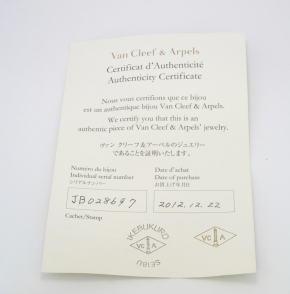 Van Cleef & Arpels
Certificat d'Authenticité
Authenticity Certificate
Nous vous certifions que ce bijou
est un authentique bijou Van Cleef & Arpels.
We certify you that this is an
authentic piece of Van Cleef & Arpels' jewelry.
ヴァン クリーフ&アーペルのジュエリー
であることを証明いたします。
Numéro du bijou
Individual serial number
シリアルナンバー
JB028697
Date d'achat
Date of purchase
お買上げ年月日
2012.12.22
Cachet/Stamp
IKEBUKURO
VC A
SEIBU
VC A